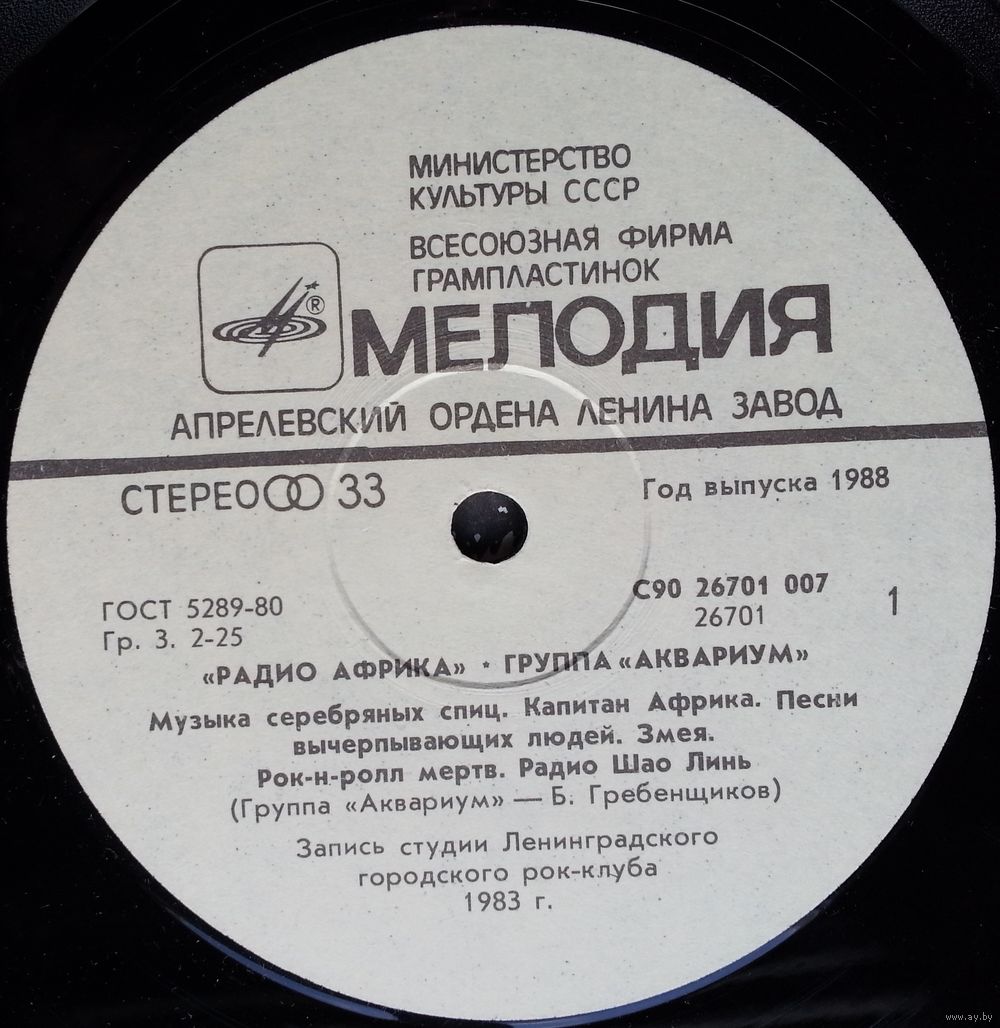 МИНИСТЕРСТВО
КУЛЬТУРЫ СССР
ВСЕСОЮЗНАЯ ФИРМА
ГРАМПЛАСТИНОК
®
МЕЛОДИЯ
АПРЕЛЕВСКИЙ ОРДЕНА ЛЕНИНА ЗАВОД
СТЕРЕО 33
Год выпуска 1988
ГОСТ 5289-80
Гр. 3. 2-25
С90 26701 007
26701
1
«РАДИО АФРИКА» • ГРУППА «АКВАРИУМ»
Музыка серебряных спиц. Капитан Африка. Песни
вычерпывающих людей. Змея.
Рок-н-ролл мертв. Радио Шао Линь
(Группа «Аквариум» — Б. Гребенщиков)
Запись студии Ленинградского
городского рок-клуба
1983 г.
www.ay.by